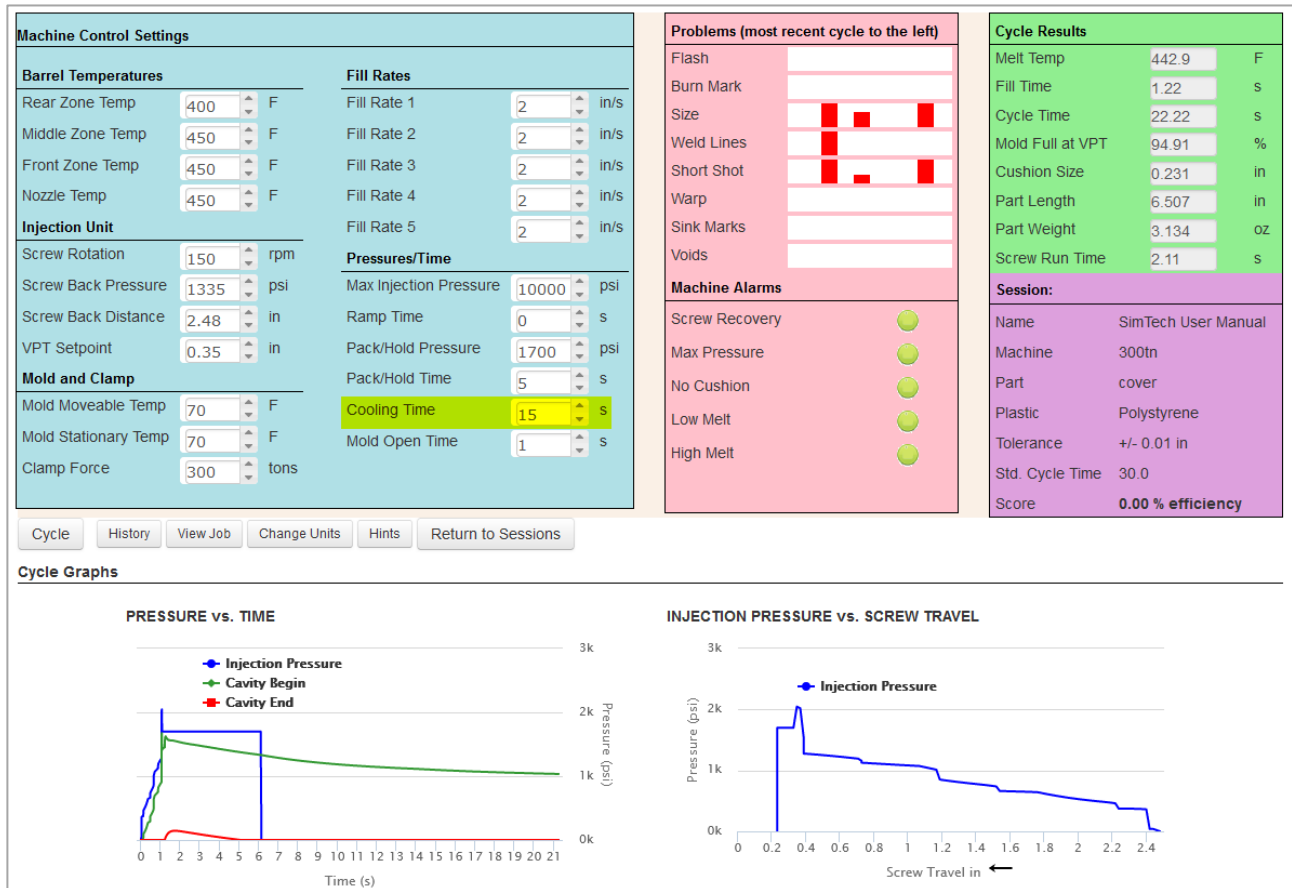 Machine Control Settings
Barrel Temperatures
Rear Zone Temp 400 F
Middle Zone Temp 450 F
Front Zone Temp 450 F
Nozzle Temp 450 F
Injection Unit
Screw Rotation 150 rpm
Screw Back Pressure 1335 psi
Screw Back Distance 2.48 in
VPT Setpoint 0.35 in
Mold and Clamp
Mold Moveable Temp 70 F
Mold Stationary Temp 70 F
Clamp Force 300 tons
Fill Rates
Fill Rate 1 2 in/s
Fill Rate 2 2 in/s
Fill Rate 3 2 in/s
Fill Rate 4 2 in/s
Fill Rate 5 2 in/s
Pressures/Time
Max Injection Pressure 10000 psi
Ramp Time 0 s
Pack/Hold Pressure 1700 psi
Pack/Hold Time 5 s
Cooling Time 15 s
Mold Open Time 1 s
Problems (most recent cycle to the left)
Flash
Burn Mark
Size
Weld Lines
Short Shot
Warp
Sink Marks
Voids
Machine Alarms
Screw Recovery
Max Pressure
No Cushion
Low Melt
High Melt
Cycle Results
Melt Temp 442.9 F
Fill Time 1.22 s
Cycle Time 22.22 s
Mold Full at VPT 94.91 %
Cushion Size 0.231 in
Part Length 6.507 in
Part Weight 3.134 oz
Screw Run Time 2.11 s
Session:
Name SimTech User Manual
Machine 300tn
Part cover
Plastic Polystyrene
Tolerance +/- 0.01 in
Std. Cycle Time 30.0
Score 0.00 % efficiency
Cycle History View Job Change Units Hints Return to Sessions
Cycle Graphs
PRESSURE vs. TIME
Injection Pressure
Cavity Begin
Cavity End
3k
2k
1k
0k
Pressure (psi)
0 1 2 3 4 5 6 7 8 9 10 11 12 13 14 15 16 17 18 19 20 21
Time (s)
INJECTION PRESSURE vs. SCREW TRAVEL
Injection Pressure
3k
2k
1k
0k
Pressure (psi)
0 0.2 0.4 0.6 0.8 1 1.2 1.4 1.6 1.8 2 2.2 2.4
Screw Travel in ←